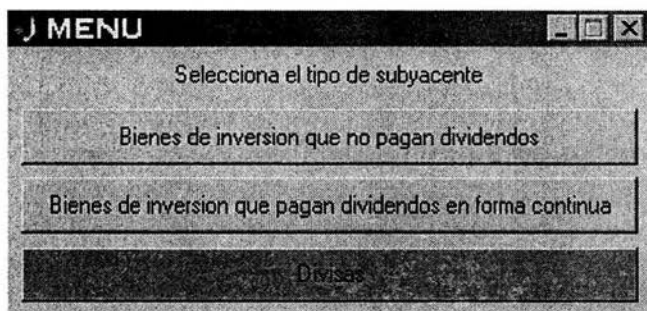 MENU
Selecciona el tipo de subyacente
Bienes de inversion que no pagan dividendos
Bienes de inversion que pagan dividendos en forma continua
Divisas